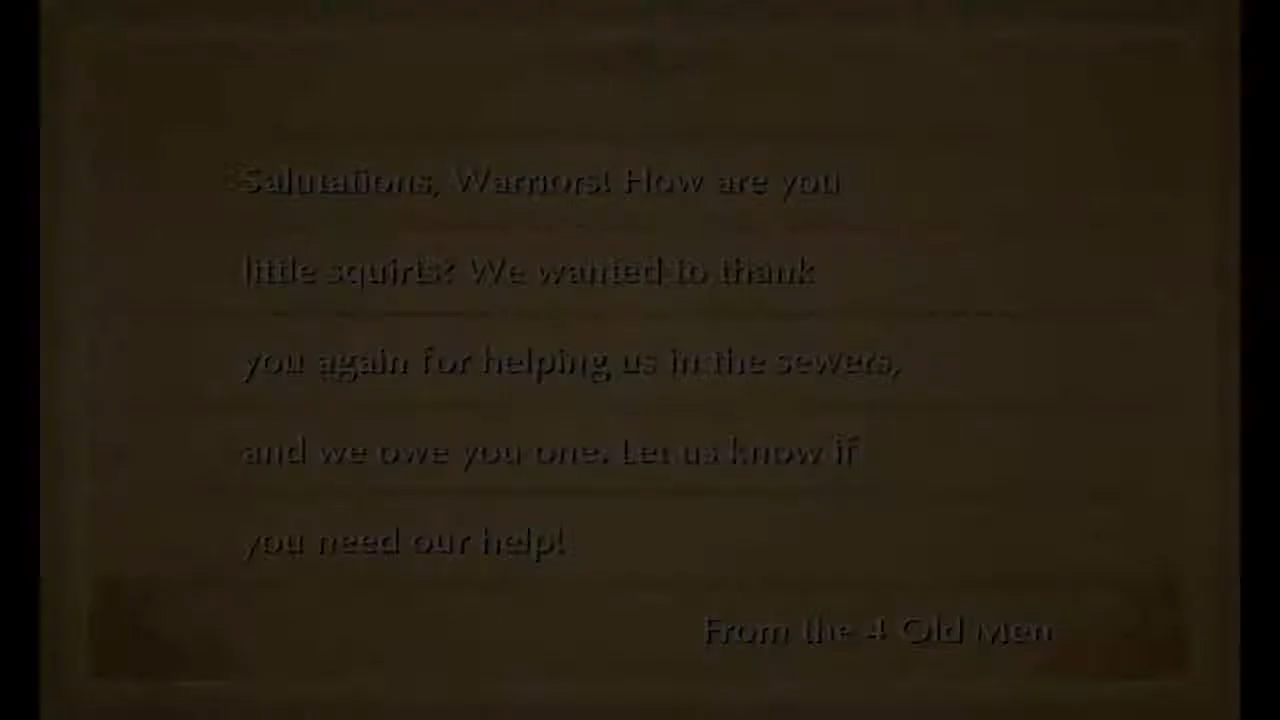 Salutations, Warriors! How are you
little squirts? We wanted to thank
you again for helping us in the sewers,
and we owe you one. Let us know if
you need our help!
From the 4 Old Men